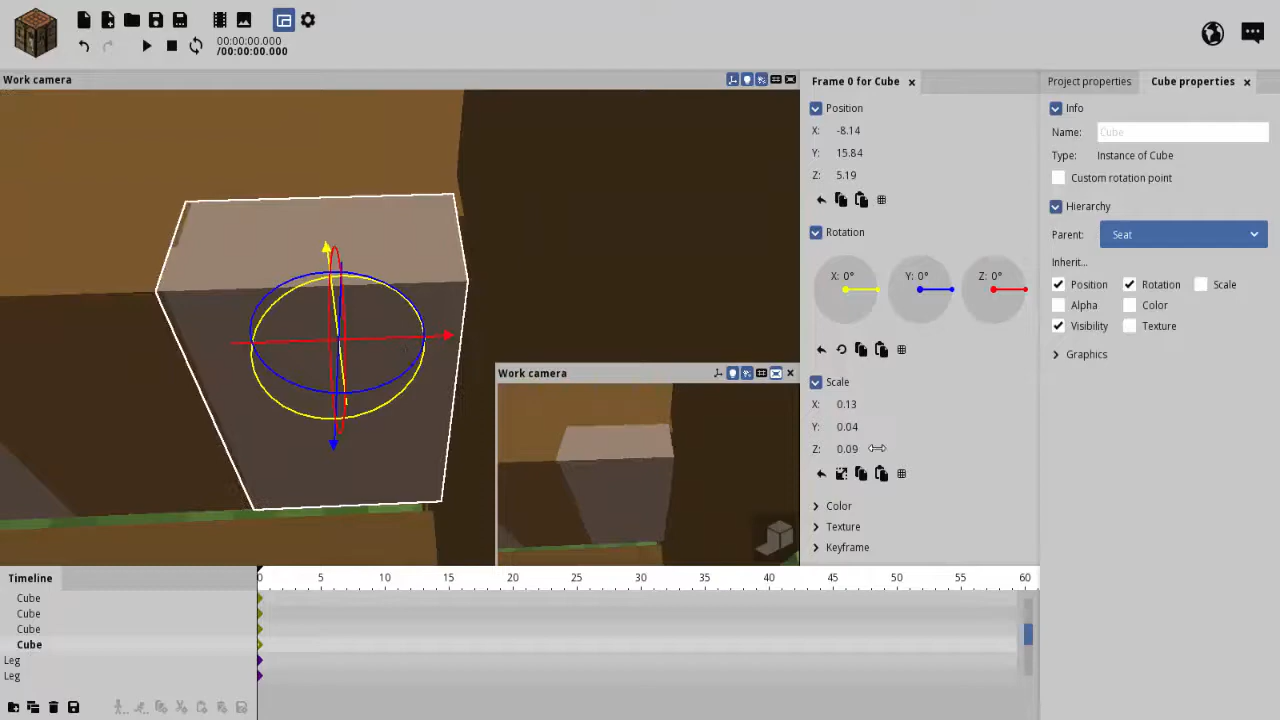 00:00:00.000
/00:00:00.000
Work camera
Frame 0 for Cube
Position
X: -8.14
Y: 15.84
Z: 5.19
Rotation
X: 0° Y: 0° Z: 0°
Scale
X: 0.13
Y: 0.04
Z: 0.09
Color
Texture
Keyframe
Project properties Cube properties
Info
Name: Cube
Type: Instance of Cube
Custom rotation point
Hierarchy
Parent: Seat
Inherit...
Position Rotation Scale
Alpha Color
Visibility Texture
Graphics
Work camera
Timeline
0 5 10 15 20 25 30 35 40 45 50 55 60
Cube
Cube
Cube
Cube
Leg
Leg